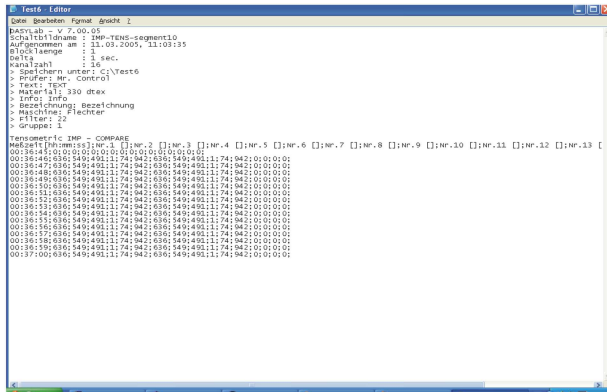 Test6 - Editor
Datei Bearbeiten Format Ansicht ?
DASYLab - V 7.00.05
Schaltbildname : IMP-TENS-segment10
Aufgenommen am : 11.03.2005, 11:03:35
Blocklaenge : 1
Delta : 1 sec.
Kanalzahl : 16
> Speichern unter: C:\Test6
> Prüfer: Mr. Control
> Text: TEXT
> Material: 330 dtex
> Info: Info
> Bezeichnung: Bezeichnung
> Maschine: Flechter
> Filter: 22
> Gruppe: 1
Tensometric IMP - COMPARE
Meßzeit[hh:mm:ss];Nr.1 [];Nr.2 [];Nr.3 [];Nr.4 [];Nr.5 [];Nr.6 [];Nr.7 [];Nr.8 [];Nr.9 [];Nr.10 [];Nr.11 [];Nr.12 [];Nr.13 [
00:36:45;0;0;0;0;0;0;0;0;0;0;0;0;0;0;0;0;
00:36:46;636;549;491;1;74;942;636;549;491;1;74;942;0;0;0;0;
00:36:47;636;549;491;1;74;942;636;549;491;1;74;942;0;0;0;0;
00:36:48;636;549;491;1;74;942;636;549;491;1;74;942;0;0;0;0;
00:36:49;636;549;491;1;74;942;636;549;491;1;74;942;0;0;0;0;
00:36:50;636;549;491;1;74;942;636;549;491;1;74;942;0;0;0;0;
00:36:51;636;549;491;1;74;942;636;549;491;1;74;942;0;0;0;0;
00:36:52;636;549;491;1;74;942;636;549;491;1;74;942;0;0;0;0;
00:36:53;636;549;491;1;74;942;636;549;491;1;74;942;0;0;0;0;
00:36:54;636;549;491;1;74;942;636;549;491;1;74;942;0;0;0;0;
00:36:55;636;549;491;1;74;942;636;549;491;1;74;942;0;0;0;0;
00:36:56;636;549;491;1;74;942;636;549;491;1;74;942;0;0;0;0;
00:36:57;636;549;491;1;74;942;636;549;491;1;74;942;0;0;0;0;
00:36:58;636;549;491;1;74;942;636;549;491;1;74;942;0;0;0;0;
00:36:59;636;549;491;1;74;942;636;549;491;1;74;942;0;0;0;0;
00:37:00;636;549;491;1;74;942;636;549;491;1;74;942;0;0;0;0;